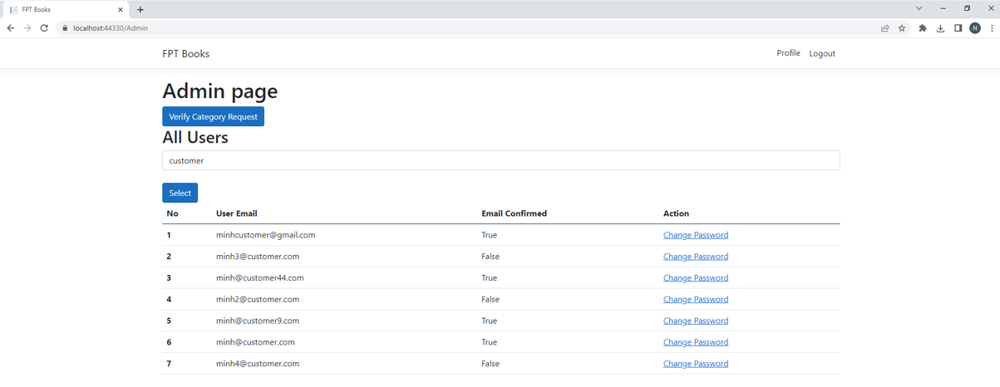 FPT Books
localhost:44330/Admin
N
FPT Books Profile Logout
Admin page
Verify Category Request
All Users
customer
Select
No User Email Email Confirmed Action
1 minhcustomer@gmail.com True Change Password
2 minh3@customer.com False Change Password
3 minh@customer44.com True Change Password
4 minh2@customer.com False Change Password
5 minh@customer9.com True Change Password
6 minh@customer.com True Change Password
7 minh4@customer.com False Change Password